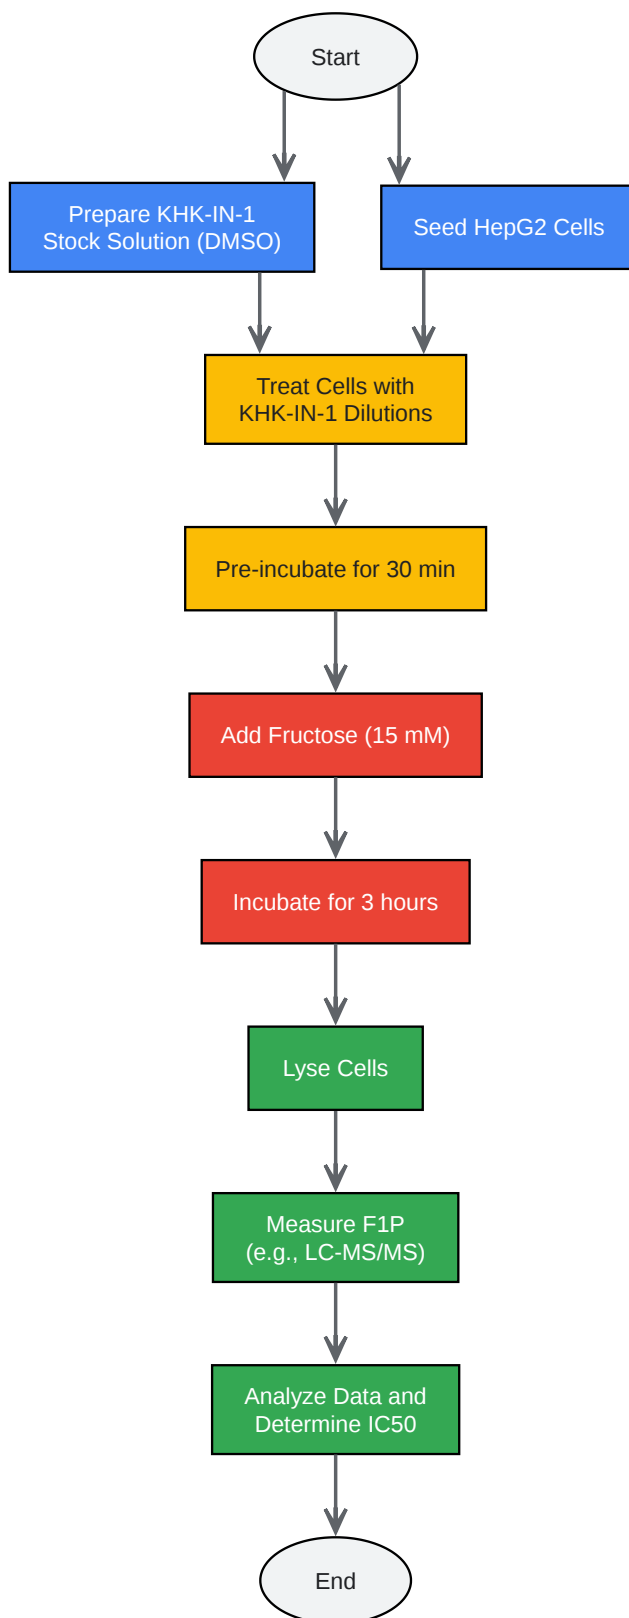 Start
Prepare KHK-IN-1
Stock Solution (DMSO)
Seed HepG2 Cells
Treat Cells with
KHK-IN-1 Dilutions
Pre-incubate for 30 min
Add Fructose (15 mM)
Incubate for 3 hours
Lyse Cells
Measure F1P
(e.g., LC-MS/MS)
Analyze Data and
Determine IC50
End